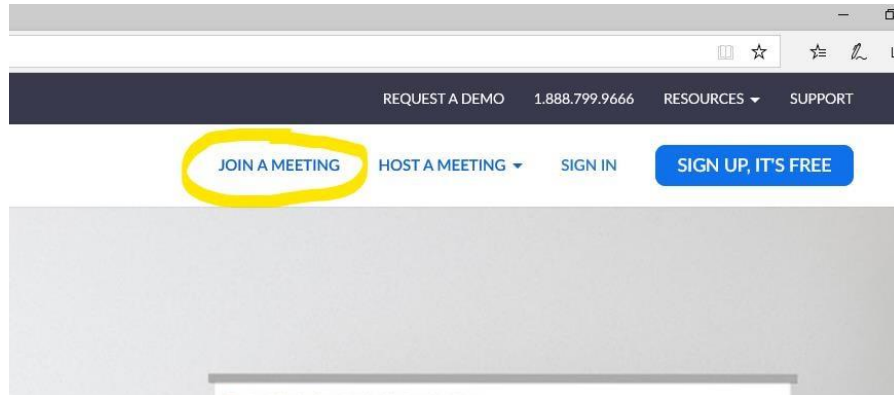 REQUEST A DEMO 1.888.799.9666 RESOURCES SUPPORT
JOIN A MEETING HOST A MEETING SIGN IN SIGN UP, IT'S FREE